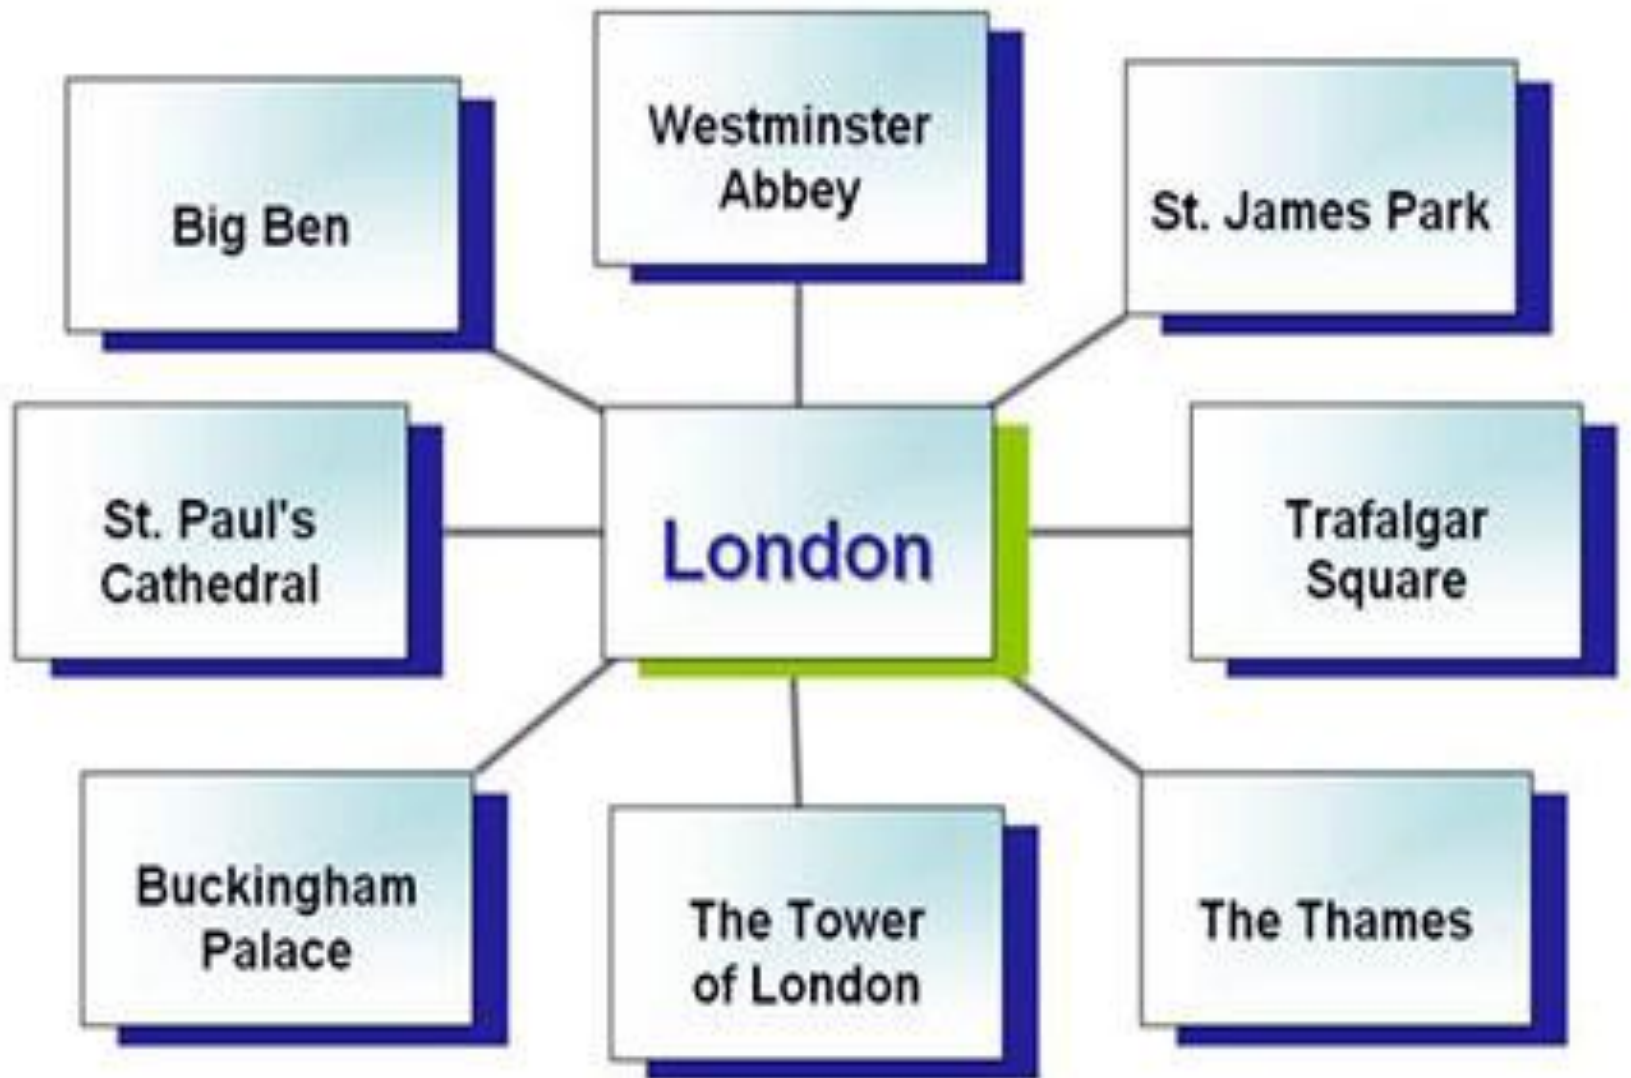 Westminster
Abbey
Big Ben
St. James Park
St. Paul's
Cathedral
London
Trafalgar
Square
Buckingham
Palace
The Tower
of London
The Thames